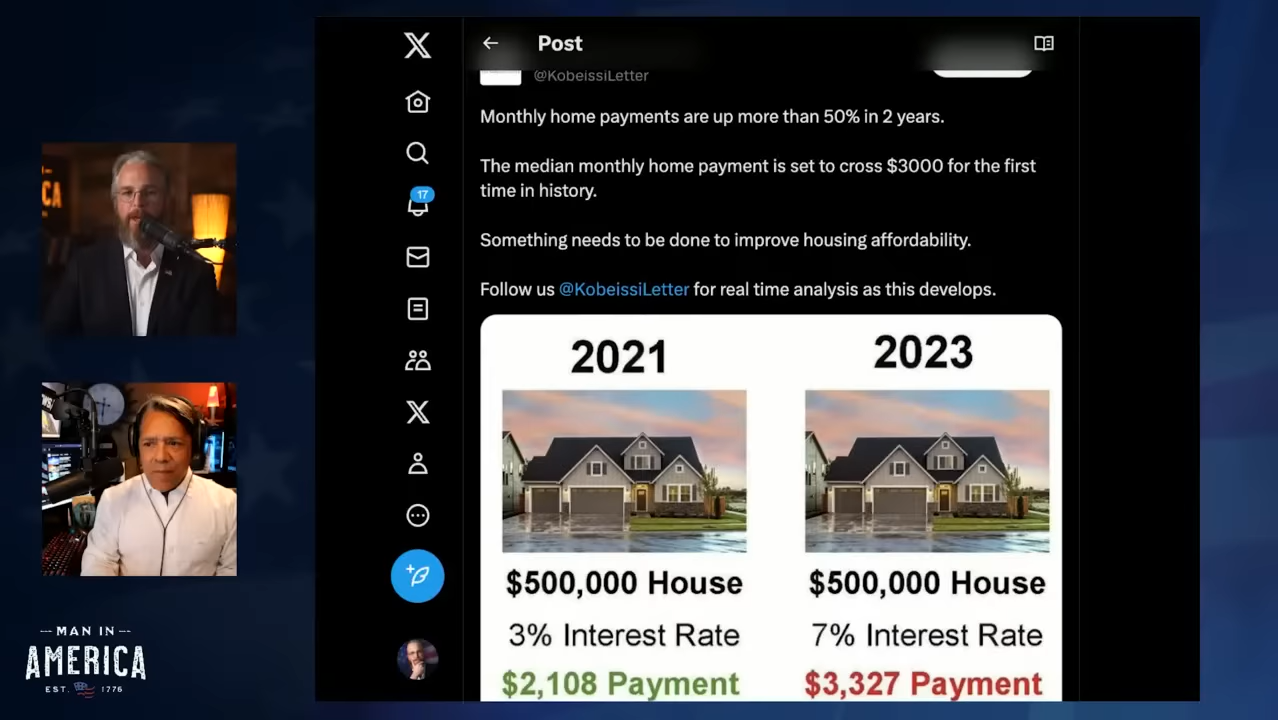 Post
@KobeissiLetter
Monthly home payments are up more than 50% in 2 years.
The median monthly home payment is set to cross $3000 for the first
time in history.
Something needs to be done to improve housing affordability.
Follow us @KobeissiLetter for real time analysis as this develops.
17
2021
2023
$500,000 House
$500,000 House
3% Interest Rate
7% Interest Rate
$2,108 Payment
$3,327 Payment
MAN IN
AMERICA
EST. 1776